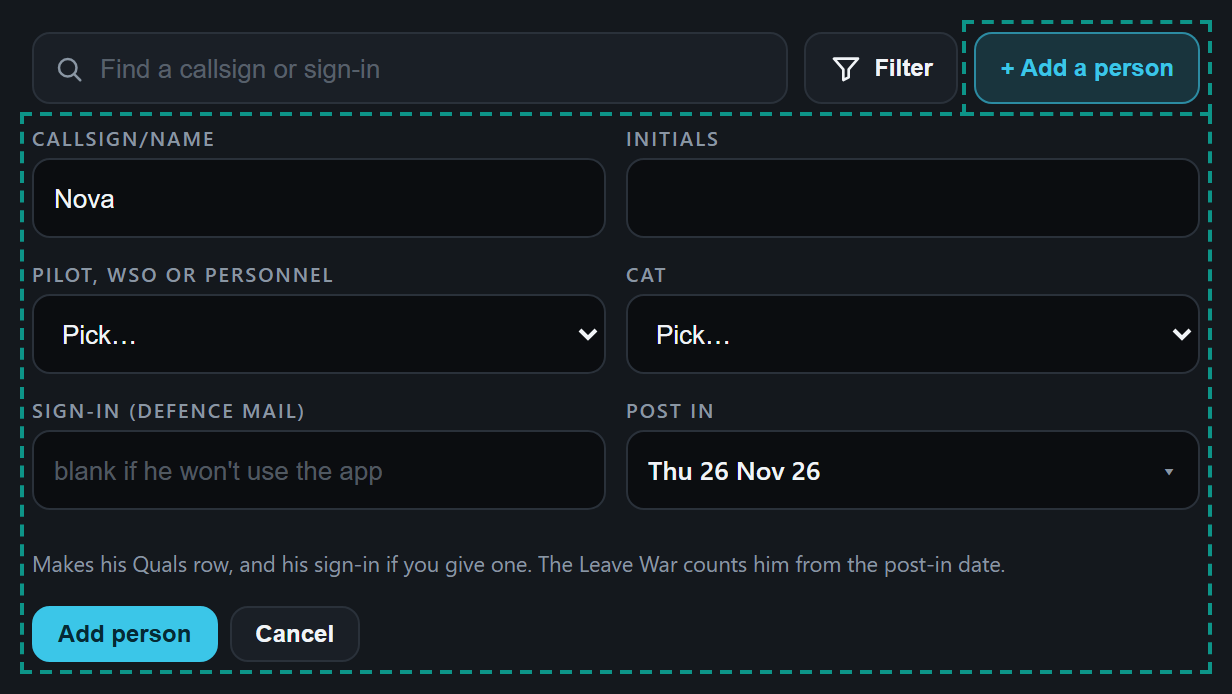 Find a callsign or sign-in
Filter
+ Add a person
CALLSIGN/NAME
INITIALS
Nova
PILOT, WSO OR PERSONNEL
CAT
Pick…
Pick…
SIGN-IN (DEFENCE MAIL)
POST IN
blank if he won't use the app
Thu 26 Nov 26
Makes his Quals row, and his sign-in if you give one. The Leave War counts him from the post-in date.
Add person
Cancel